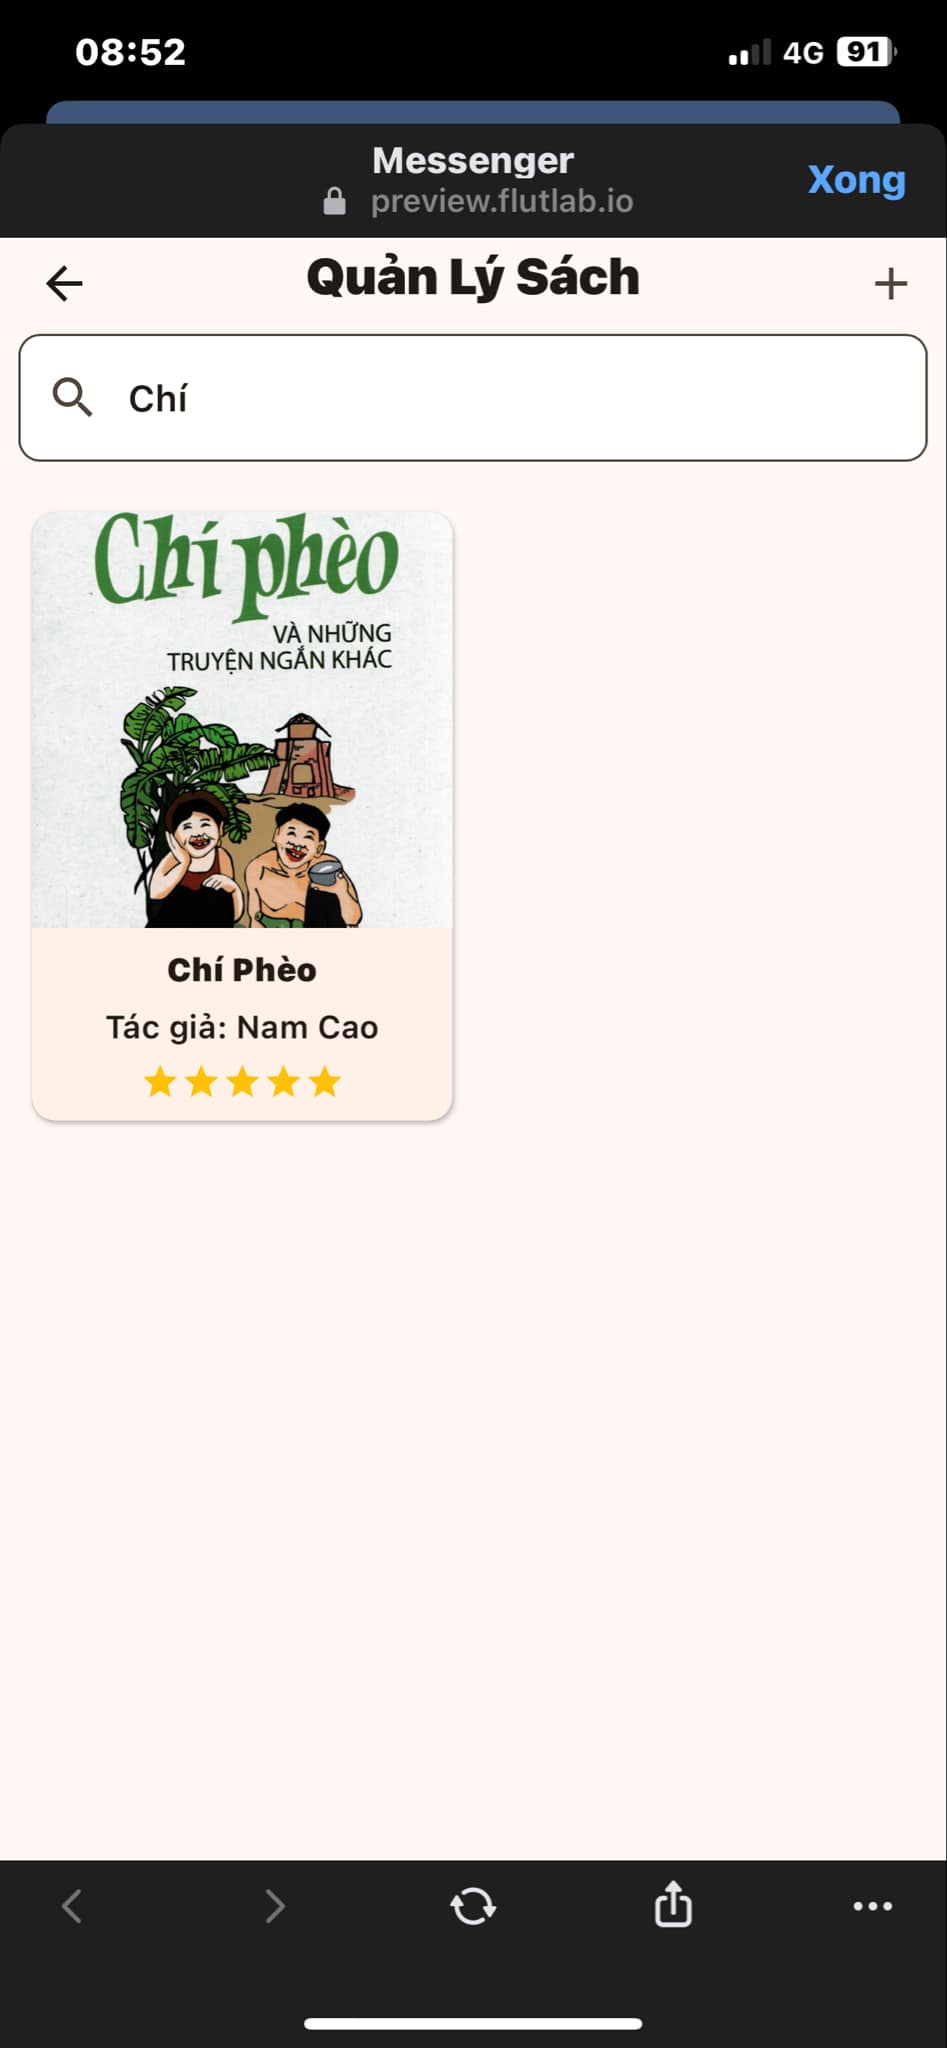 08:52
4G 91
Messenger
preview.flutlab.io
Xong
Quản Lý Sách
Chí
Chí phèo
VÀ NHỮNG
TRUYỆN NGẮN KHÁC
Chí Phèo
Tác giả: Nam Cao